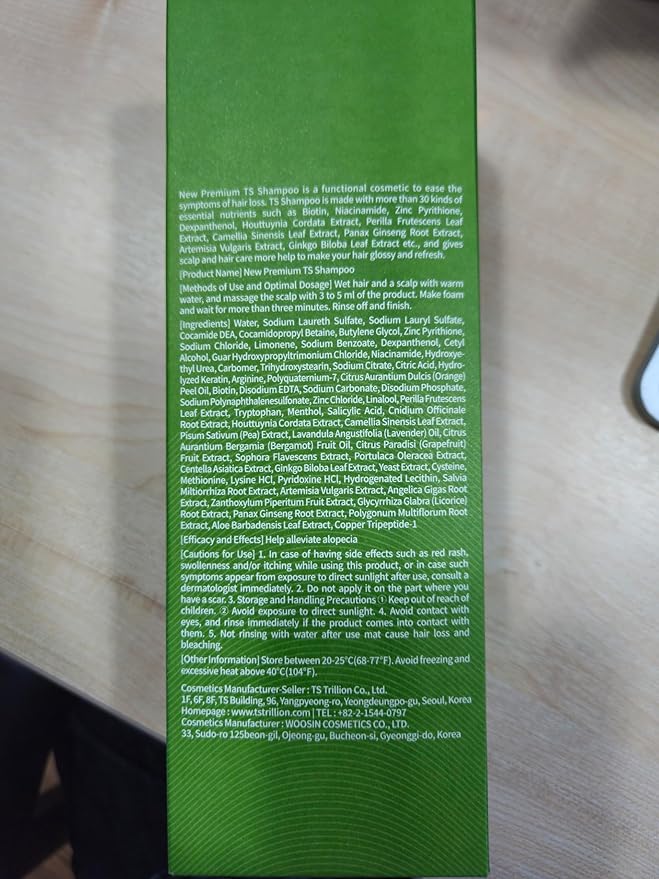 New Premium TS Shampoo is a functional cosmetic to ease the
symptoms of hair loss. TS Shampoo is made with more than 30 kinds of
essential nutrients such as Biotin, Niacinamide, Zinc Pyrithione,
Dexpanthenol, Houttuynia Cordata Extract, Perilla Frutescens Leaf
Extract, Camellia Sinensis Leaf Extract, Panax Ginseng Root Extract,
Artemisia Vulgaris Extract, Ginkgo Biloba Leaf Extract etc., and gives
scalp and hair care more help to make your hair glossy and refresh.
[Product Name] New Premium TS Shampoo
[Methods of Use and Optimal Dosage] Wet hair and a scalp with warm
water, and massage the scalp with 3 to 5 ml of the product. Make foam
and wait for more than three minutes. Rinse off and finish.
[Ingredients] Water, Sodium Laureth Sulfate, Sodium Lauryl Sulfate,
Cocamide DEA, Cocamidopropyl Betaine, Butylene Glycol, Zinc Pyrithione,
Sodium Chloride, Limonene, Sodium Benzoate, Dexpanthenol, Cetyl
Alcohol, Guar Hydroxypropyltrimonium Chloride, Niacinamide, Hydroxye-
thyl Urea, Carbomer, Trihydroxystearin, Sodium Citrate, Citric Acid, Hydro-
lyzed Keratin, Arginine, Polyquaternium-7, Citrus Aurantium Dulcis (Orange)
Peel Oil, Biotin, Disodium EDTA, Sodium Carbonate, Disodium Phosphate,
Sodium Polynaphthalenesulfonate, Zinc Chloride, Linalool, Perilla Frutescens
Leaf Extract, Tryptophan, Menthol, Salicylic Acid, Cnidium Officinale
Root Extract, Houttuynia Cordata Extract, Camellia Sinensis Leaf Extract,
Pisum Sativum (Pea) Extract, Lavandula Angustifolia (Lavender) Oil, Citrus
Aurantium Bergamia (Bergamot) Fruit Oil, Citrus Paradisi (Grapefruit)
Fruit Extract, Sophora Flavescens Extract, Portulaca Oleracea Extract,
Centella Asiatica Extract, Ginkgo Biloba Leaf Extract, Yeast Extract, Cysteine,
Methionine, Lysine HCl, Pyridoxine HCl, Hydrogenated Lecithin, Salvia
Miltiorrhiza Root Extract, Artemisia Vulgaris Extract, Angelica Gigas Root
Extract, Zanthoxylum Piperitum Fruit Extract, Glycyrrhiza Glabra (Licorice)
Root Extract, Panax Ginseng Root Extract, Polygonum Multiflorum Root
Extract, Aloe Barbadensis Leaf Extract, Copper Tripeptide-1
[Efficacy and Effects] Help alleviate alopecia
[Cautions for Use] 1. In case of having side effects such as red rash,
swollenness and/or itching while using this product, or in case such
symptoms appear from exposure to direct sunlight after use, consult a
dermatologist immediately. 2. Do not apply it on the part where you
have a scar. 3. Storage and Handling Precautions ① Keep out of reach of
children. ② Avoid exposure to direct sunlight. 4. Avoid contact with
eyes, and rinse immediately if the product comes into contact with
them. 5. Not rinsing with water after use mat cause hair loss and
bleaching.
[Other Information] Store between 20-25°C(68-77°F). Avoid freezing and
excessive heat above 40°C(104°F).
Cosmetics Manufacturer-Seller : TS Trillion Co., Ltd.
1F, 6F, 8F, TS Building, 96, Yangpyeong-ro, Yeongdeungpo-gu, Seoul, Korea
Homepage : www.tstrillion.com | TEL : +82-2-1544-0797
Cosmetics Manufacturer : WOOSIN COSMETICS CO., LTD.
33, Sudo-ro 125beon-gil, Ojeong-gu, Bucheon-si, Gyeonggi-do, Korea